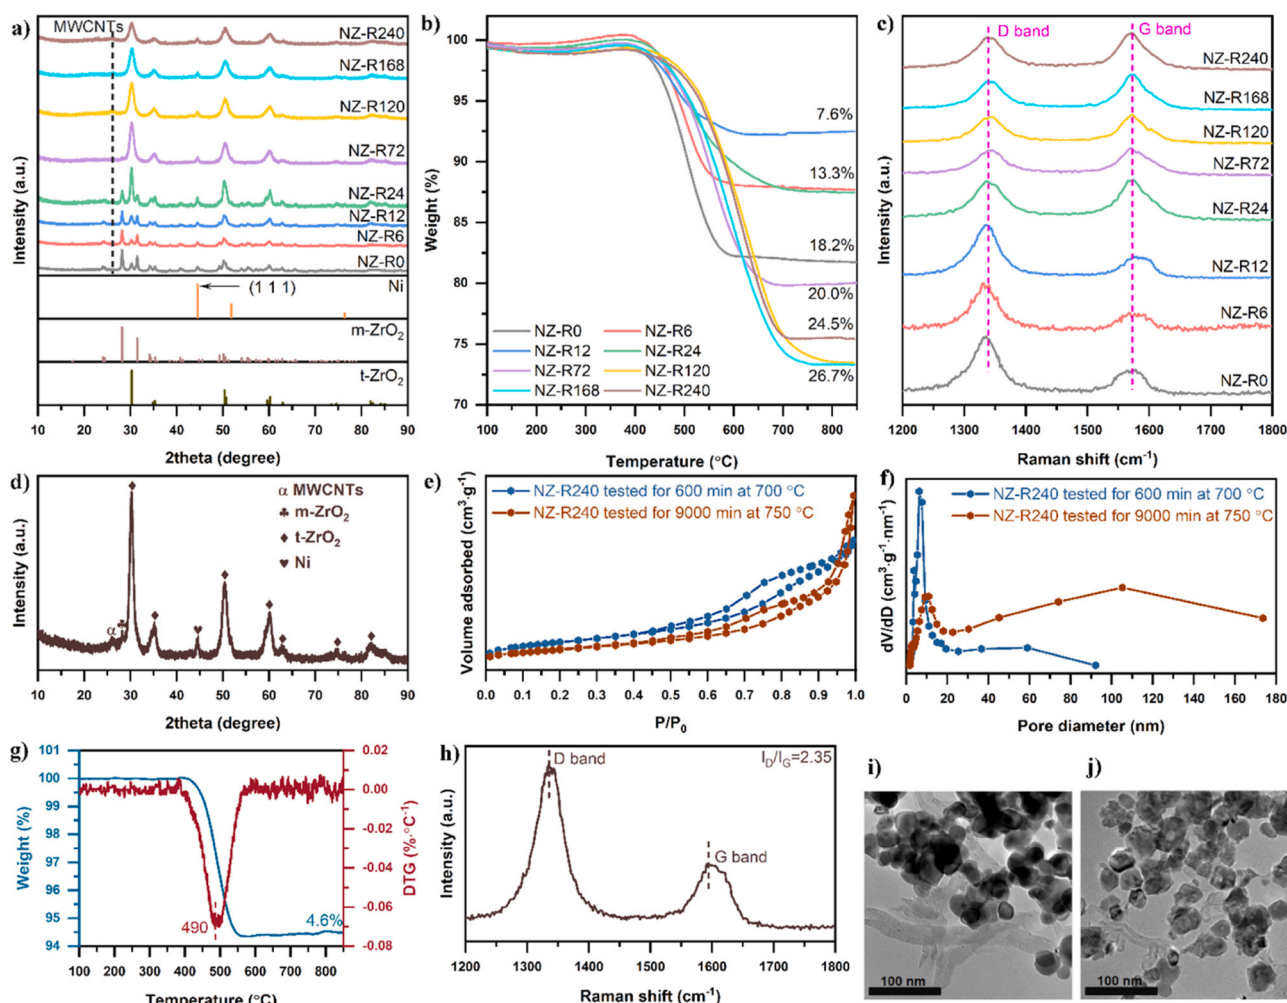 a)
MWCNTs
NZ-R240
NZ-R168
NZ-R120
NZ-R72
NZ-R24
NZ-R12
NZ-R6
NZ-R0
Ni
(1 1 1)
m-ZrO₂
t-ZrO₂
Intensity (a.u.)
10 20 30 40 50 60 70 80 90
2theta (degree)
b)
100
95
90
85
80
75
70
Weight (%)
7.6%
13.3%
18.2%
20.0%
24.5%
26.7%
NZ-R0 NZ-R6
NZ-R12 NZ-R24
NZ-R72 NZ-R120
NZ-R168 NZ-R240
100 200 300 400 500 600 700 800
Temperature (°C)
c)
D band
G band
NZ-R240
NZ-R168
NZ-R120
NZ-R72
NZ-R24
NZ-R12
NZ-R6
NZ-R0
Intensity (a.u.)
1200 1300 1400 1500 1600 1700 1800
Raman shift (cm⁻¹)
d)
α MWCNTs
♣ m-ZrO₂
♦ t-ZrO₂
♥ Ni
α ♣ ♦ ♦ ♥ ♦ ♦ ♦ ♦ ♦
Intensity (a.u.)
10 20 30 40 50 60 70 80 90
2theta (degree)
e)
NZ-R240 tested for 600 min at 700 °C
NZ-R240 tested for 9000 min at 750 °C
Volume adsorbed (cm³·g⁻¹)
0.0 0.1 0.2 0.3 0.4 0.5 0.6 0.7 0.8 0.9 1.0
P/P₀
f)
NZ-R240 tested for 600 min at 700 °C
NZ-R240 tested for 9000 min at 750 °C
dV/dD (cm³·g⁻¹·nm⁻¹)
0 20 40 60 80 100 120 140 160 180
Pore diameter (nm)
g)
101
100
99
98
97
96
95
94
Weight (%)
0.02
0.00
-0.02
-0.04
-0.06
-0.08
DTG (%·°C⁻¹)
490
4.6%
100 200 300 400 500 600 700 800
Temperature (°C)
h)
D band
I_D/I_G=2.35
G band
Intensity (a.u.)
1200 1300 1400 1500 1600 1700 1800
Raman shift (cm⁻¹)
i)
100 nm
j)
100 nm